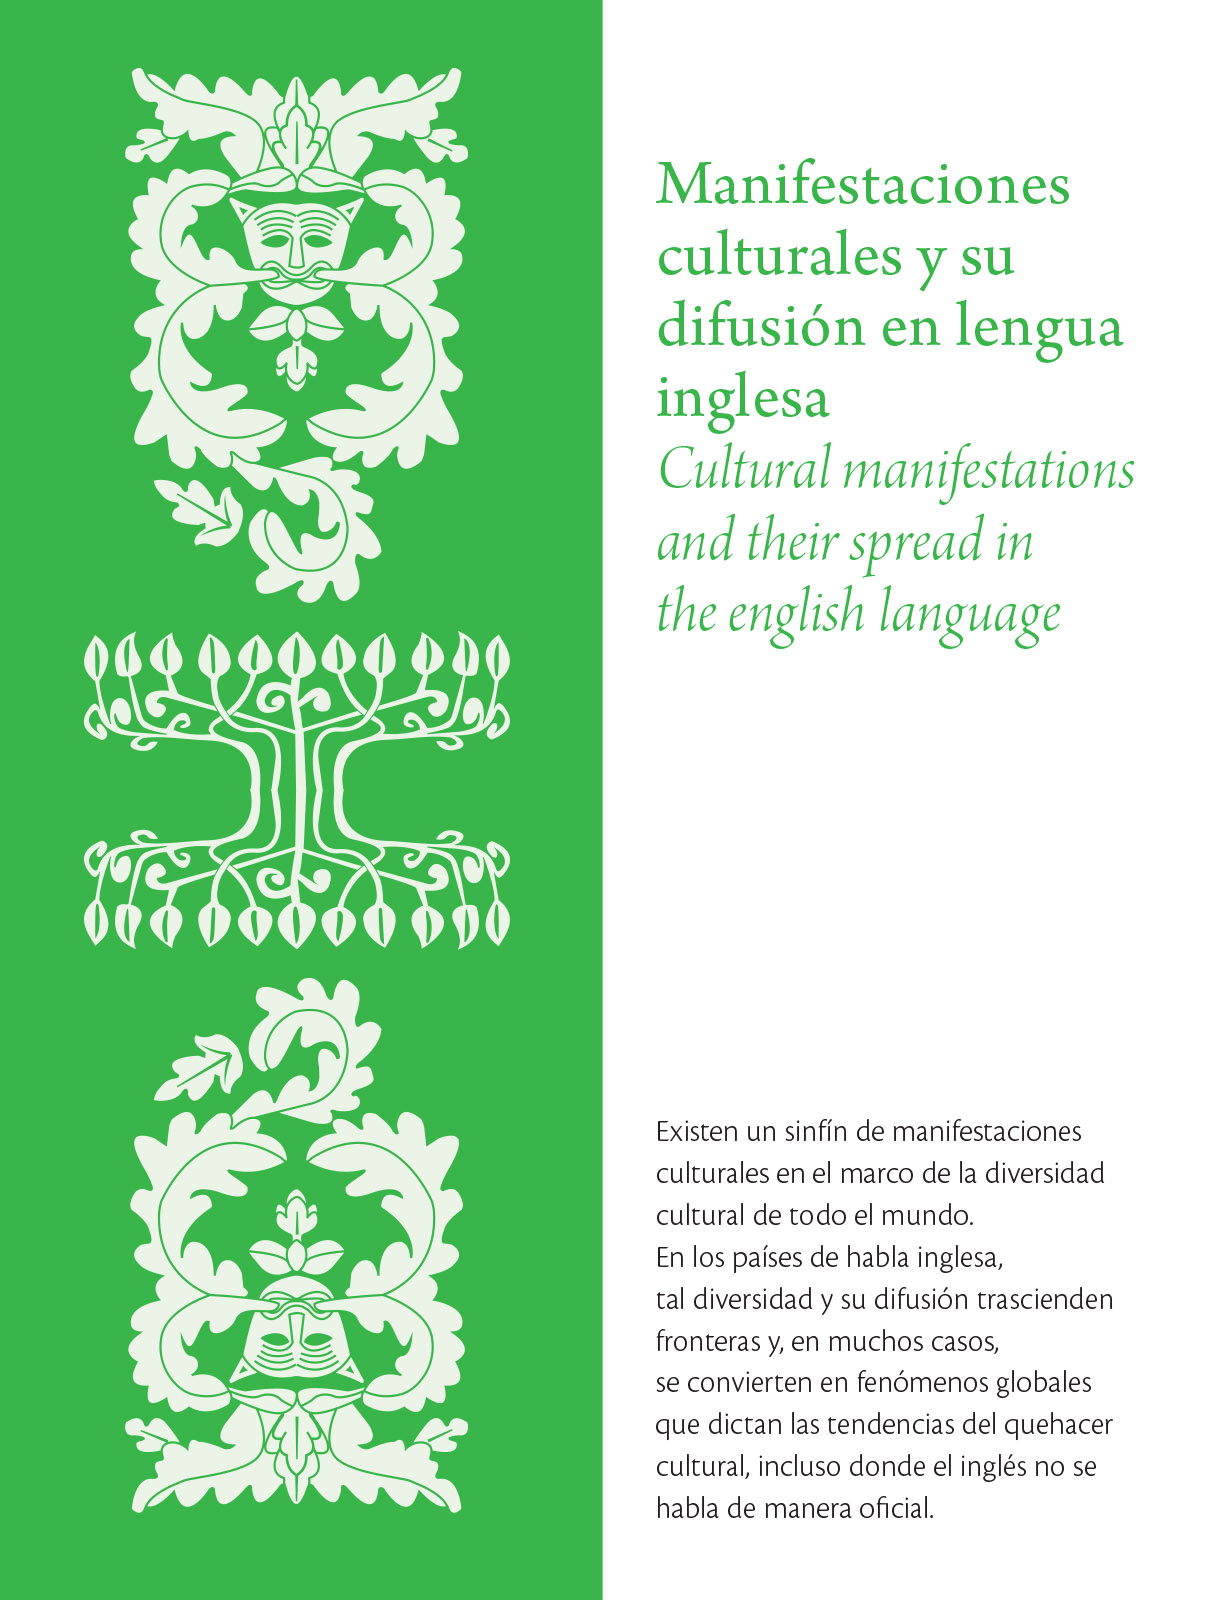 Manifestaciones
culturales y su
difusión en lengua
inglesa
Cultural manifestations
and their spread in
the english language
Existen un sinfín de manifestaciones
culturales en el marco de la diversidad
cultural de todo el mundo.
En los países de habla inglesa,
tal diversidad y su difusión trascienden
fronteras y, en muchos casos,
se convierten en fenómenos globales
que dictan las tendencias del quehacer
cultural, incluso donde el inglés no se
habla de manera oficial.